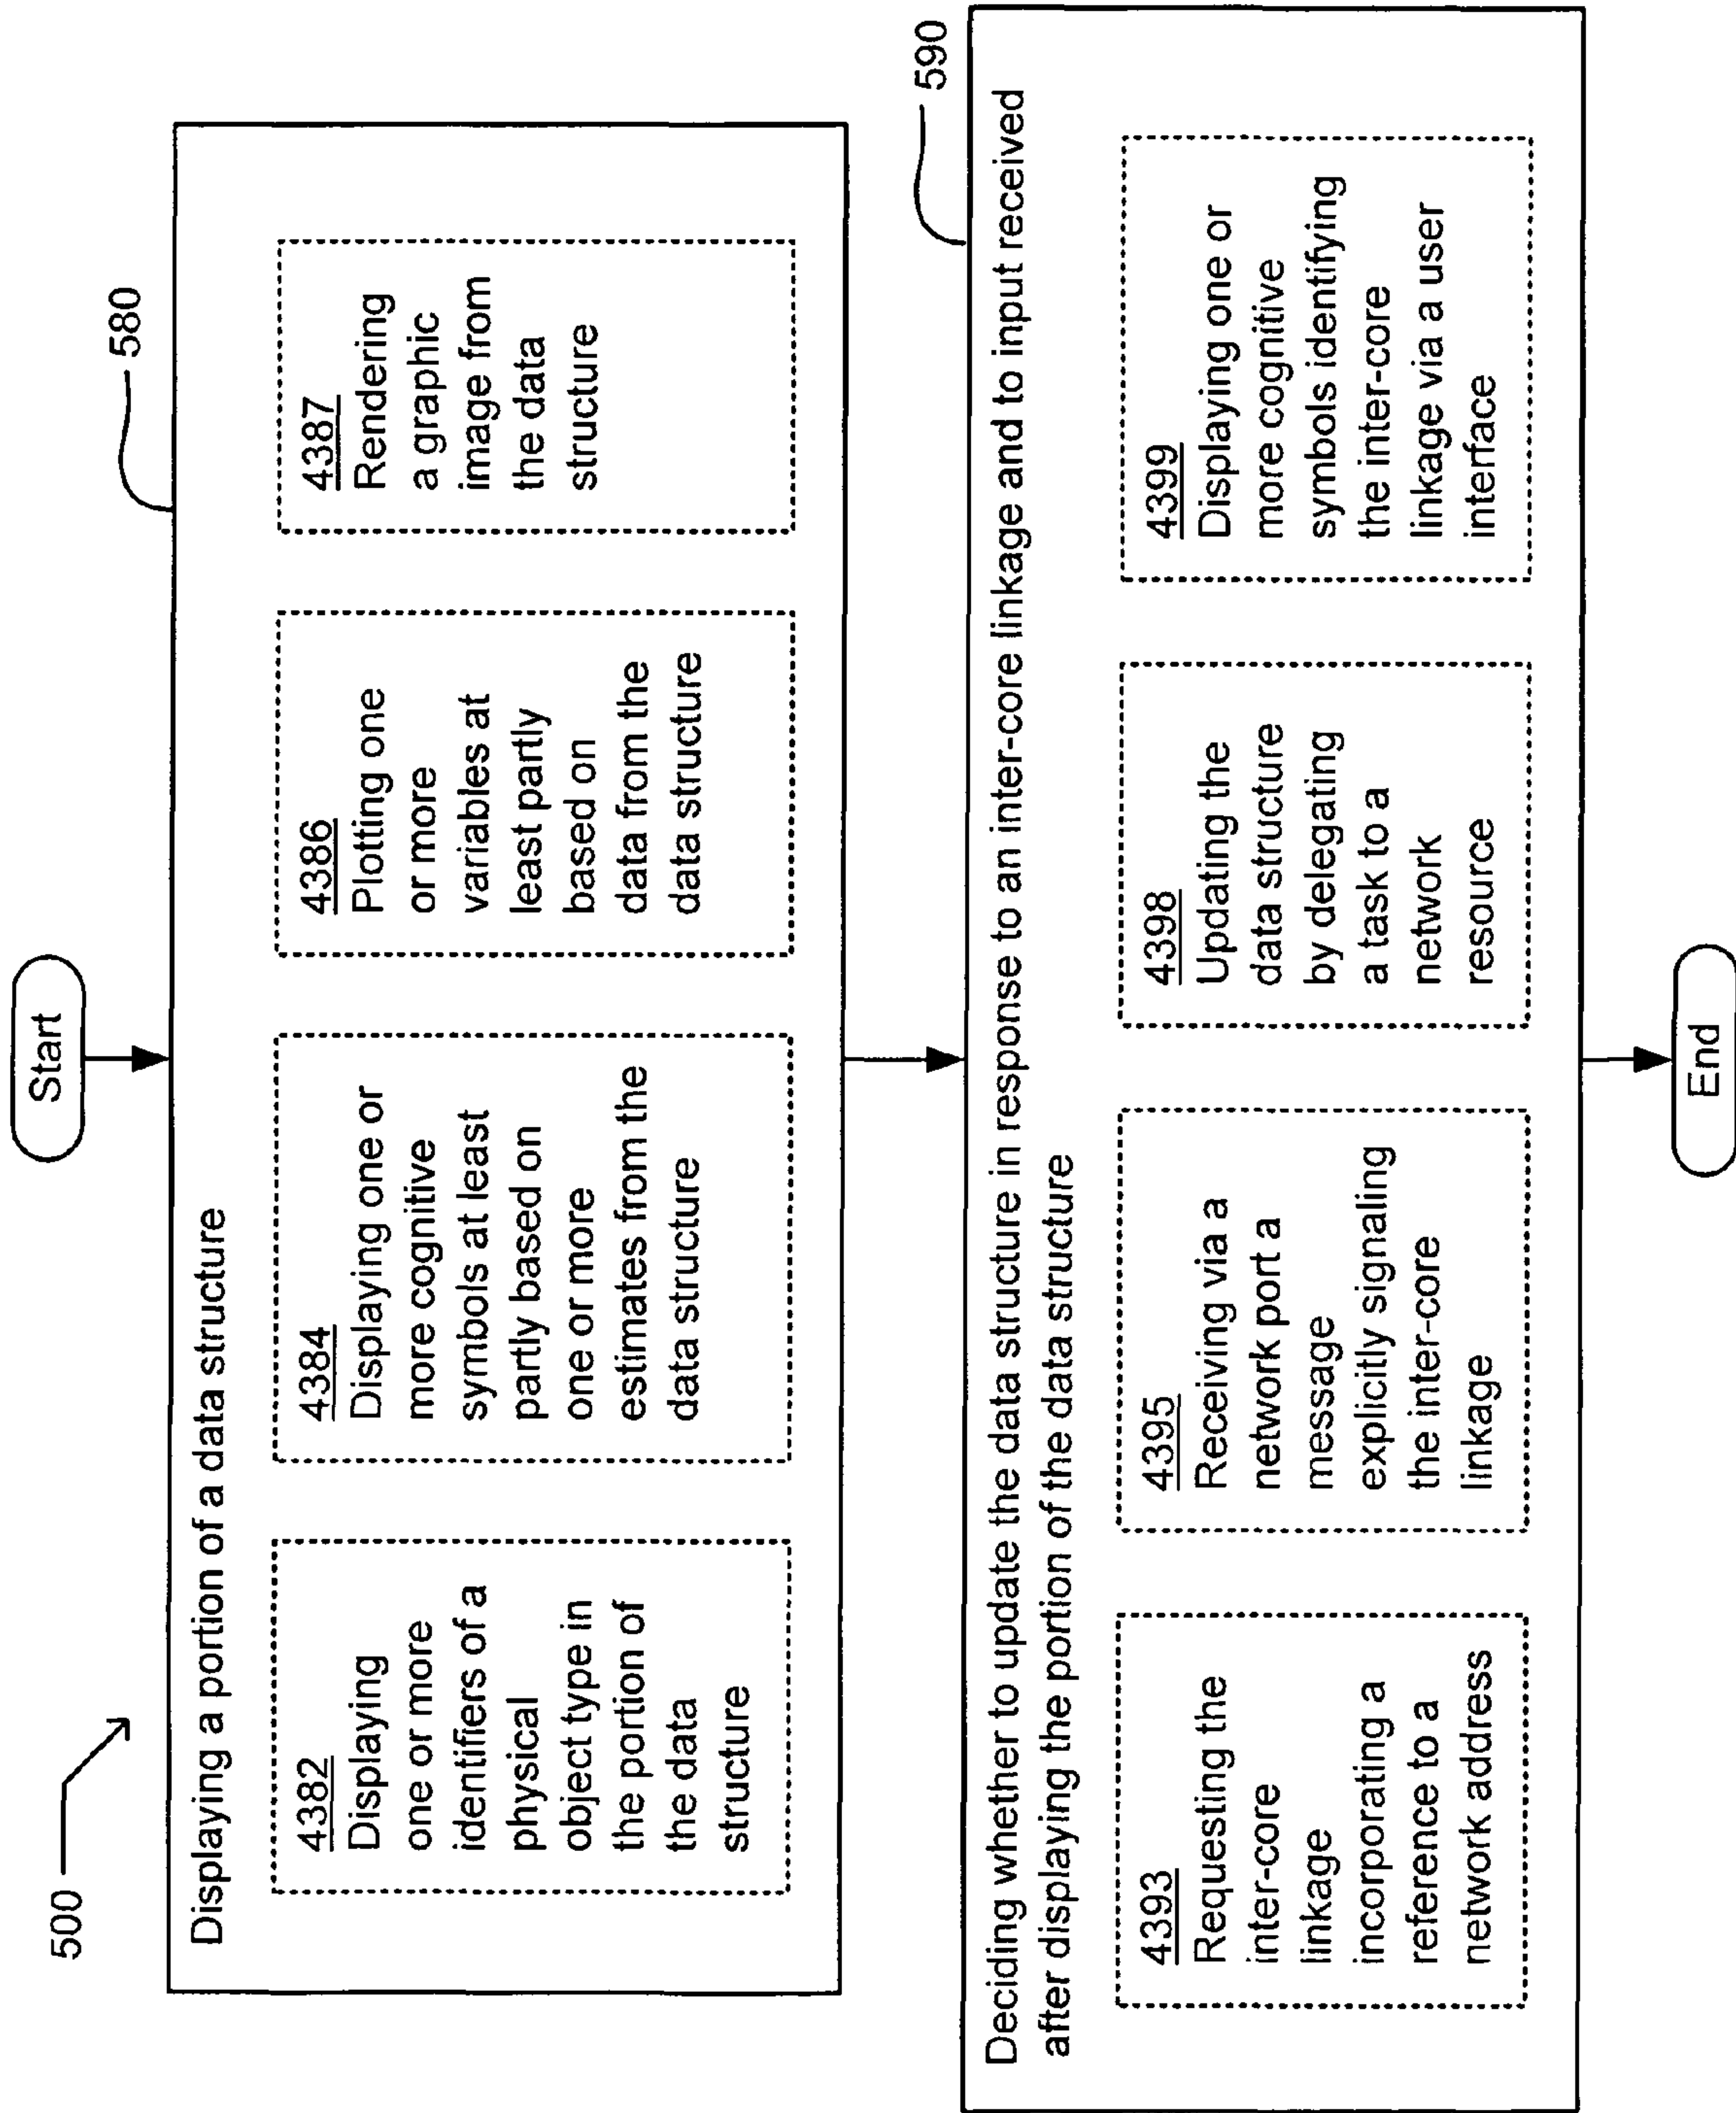 500
Start
580
Displaying a portion of a data structure
4382
Displaying
one or more
identifiers of a
physical
object type in
the portion of
the data
structure
4384
Displaying one or
more cognitive
symbols at least
partly based on
one or more
estimates from the
data structure
4386
Plotting one
or more
variables at
least partly
based on
data from the
data structure
4387
Rendering
a graphic
image from
the data
structure
590
Deciding whether to update the data structure in response to an inter-core linkage and to input received
after displaying the portion of the data structure
4393
Requesting the
inter-core
linkage
incorporating a
reference to a
network address
4395
Receiving via a
network port a
message
explicitly signaling
the inter-core
linkage
4398
Updating the
data structure
by delegating
a task to a
network
resource
4399
Displaying one or
more cognitive
symbols identifying
the inter-core
linkage via a user
interface
End